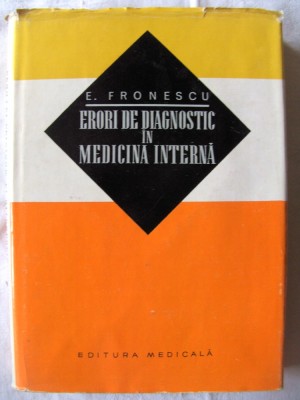 E. FRONESCU
ERORI DE DIAGNOSTIC
ÎN
MEDICINA INTERNĂ
EDITURA MEDICALĂ